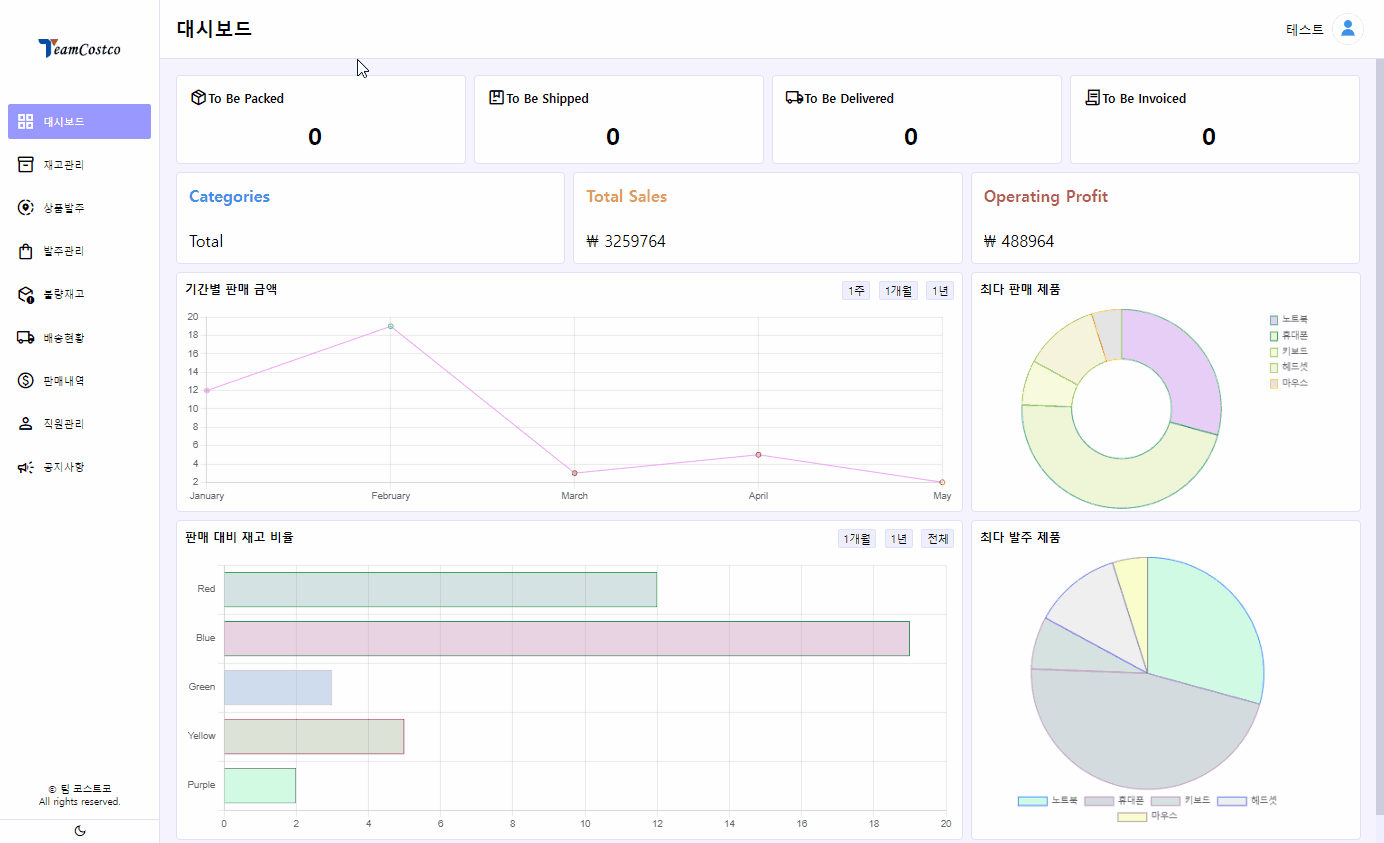 TeamCostco
대시보드
재고관리
상품발주
발주관리
불량재고
배송현황
판매내역
직원관리
공지사항
© 팀 코스트코
All rights reserved.
대시보드
테스트
To Be Packed
0
To Be Shipped
0
To Be Delivered
0
To Be Invoiced
0
Categories
Total
Total Sales
₩ 3259764
Operating Profit
₩ 488964
기간별 판매 금액
1주 1개월 1년
20
18
16
14
12
10
8
6
4
2
January February March April May
최다 판매 제품
노트북
휴대폰
키보드
헤드셋
마우스
판매 대비 재고 비율
1개월 1년 전체
Red
Blue
Green
Yellow
Purple
0 2 4 6 8 10 12 14 16 18 20
최다 발주 제품
노트북 휴대폰 키보드 헤드셋
마우스